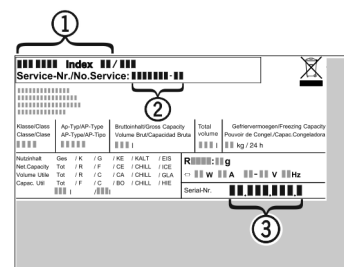 1
Index /
Service-Nr./No.Service: -
2
Klasse/Class Ap-Typ/AP-Type Bruttoinhalt/Gross Capacity Total Gefriervermoegen/Freezing Capacity
Classe/Clase AP-Type/AP-Tipo Volume Brut/Capacidad Bruta volume Pouvoir de Congel./Capac.Congeladora
l l kg / 24 h
Nutzinhalt Ges / K / G / KE / KALT / EIS
Net.Capacity Tot / R / F / CE / CHILL / ICE
Volume Utile Tot / R / C / CA / CHILL / GLA
Capac. Util Tot / F / C / BO / CHILL / HIE
l / l
R : g
W A - V Hz
Serial-Nr.
3